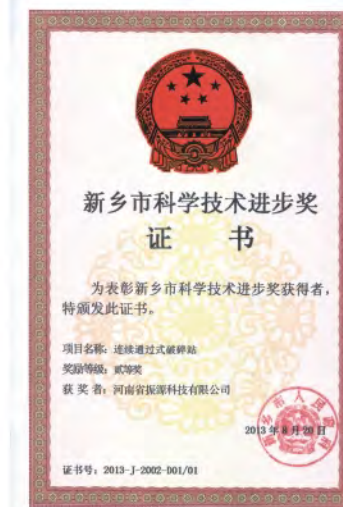 新乡市科学技术进步奖
证 书
为表彰新乡市科学技术进步奖获得者,
特颁发此证书。
项目名称: 连续通过式破碎站
奖励等级: 贰等奖
获 奖 者: 河南省振源科技有限公司
2013年8月20日
证书号: 2013-J-2002-D01/01